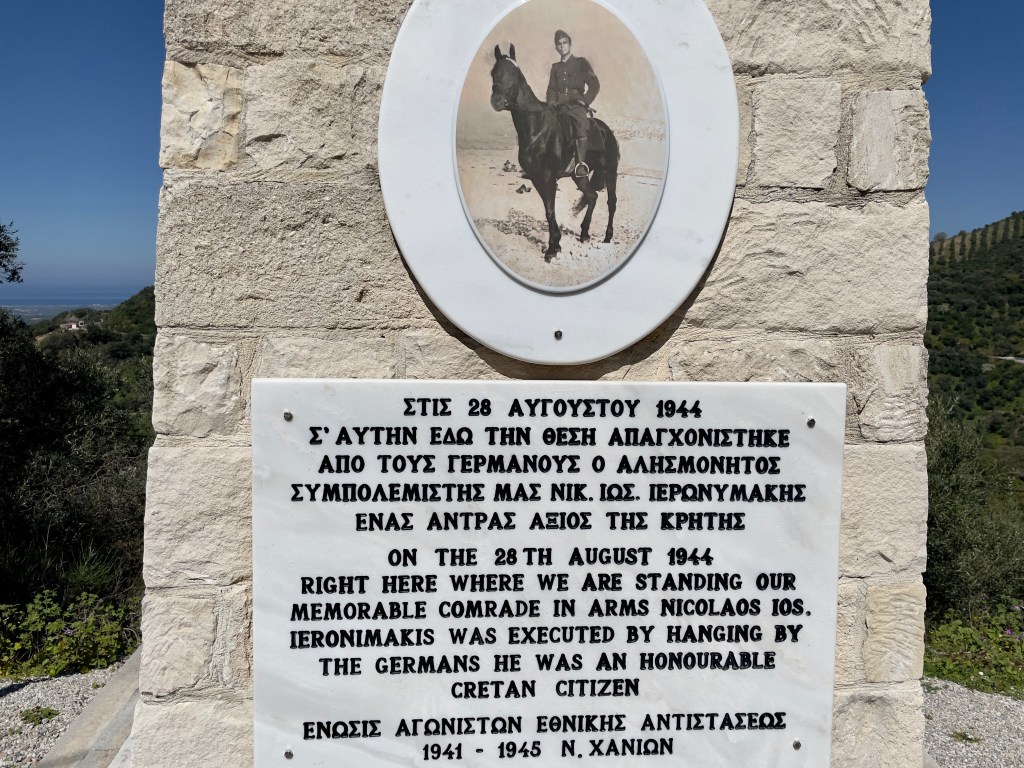 ΣΤΙΣ 28 ΑΥΓΟΥΣΤΟΥ 1944
Σ' ΑΥΤΗΝ ΕΔΩ ΤΗΝ ΘΕΣΗ ΑΠΑΓΧΟΝΙΣΤΗΚΕ
ΑΠΟ ΤΟΥΣ ΓΕΡΜΑΝΟΥΣ Ο ΑΛΗΣΜΟΝΗΤΟΣ
ΣΥΜΠΟΛΕΜΙΣΤΗΣ ΜΑΣ ΝΙΚ. ΙΩΣ. ΙΕΡΩΝΥΜΑΚΗΣ
ΕΝΑΣ ΑΝΤΡΑΣ ΑΞΙΟΣ ΤΗΣ ΚΡΗΤΗΣ
ON THE 28 TH AUGUST 1944
RIGHT HERE WHERE WE ARE STANDING OUR
MEMORABLE COMRADE IN ARMS NICOLAOS IOS.
IERONIMAKIS WAS EXECUTED BY HANGING BY
THE GERMANS HE WAS AN HONOURABLE
CRETAN CITIZEN
ΕΝΩΣΙΣ ΑΓΩΝΙΣΤΩΝ ΕΘΝΙΚΗΣ ΑΝΤΙΣΤΑΣΕΩΣ
1941 - 1945 Ν. ΧΑΝΙΩΝ